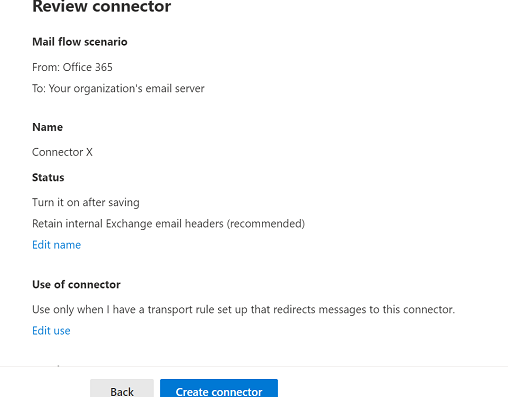 Review connector
Mail flow scenario
From: Office 365
To: Your organization's email server
Name
Connector X
Status
Turn it on after saving
Retain internal Exchange email headers (recommended)
Edit name
Use of connector
Use only when I have a transport rule set up that redirects messages to this connector.
Edit use
Back
Create connector